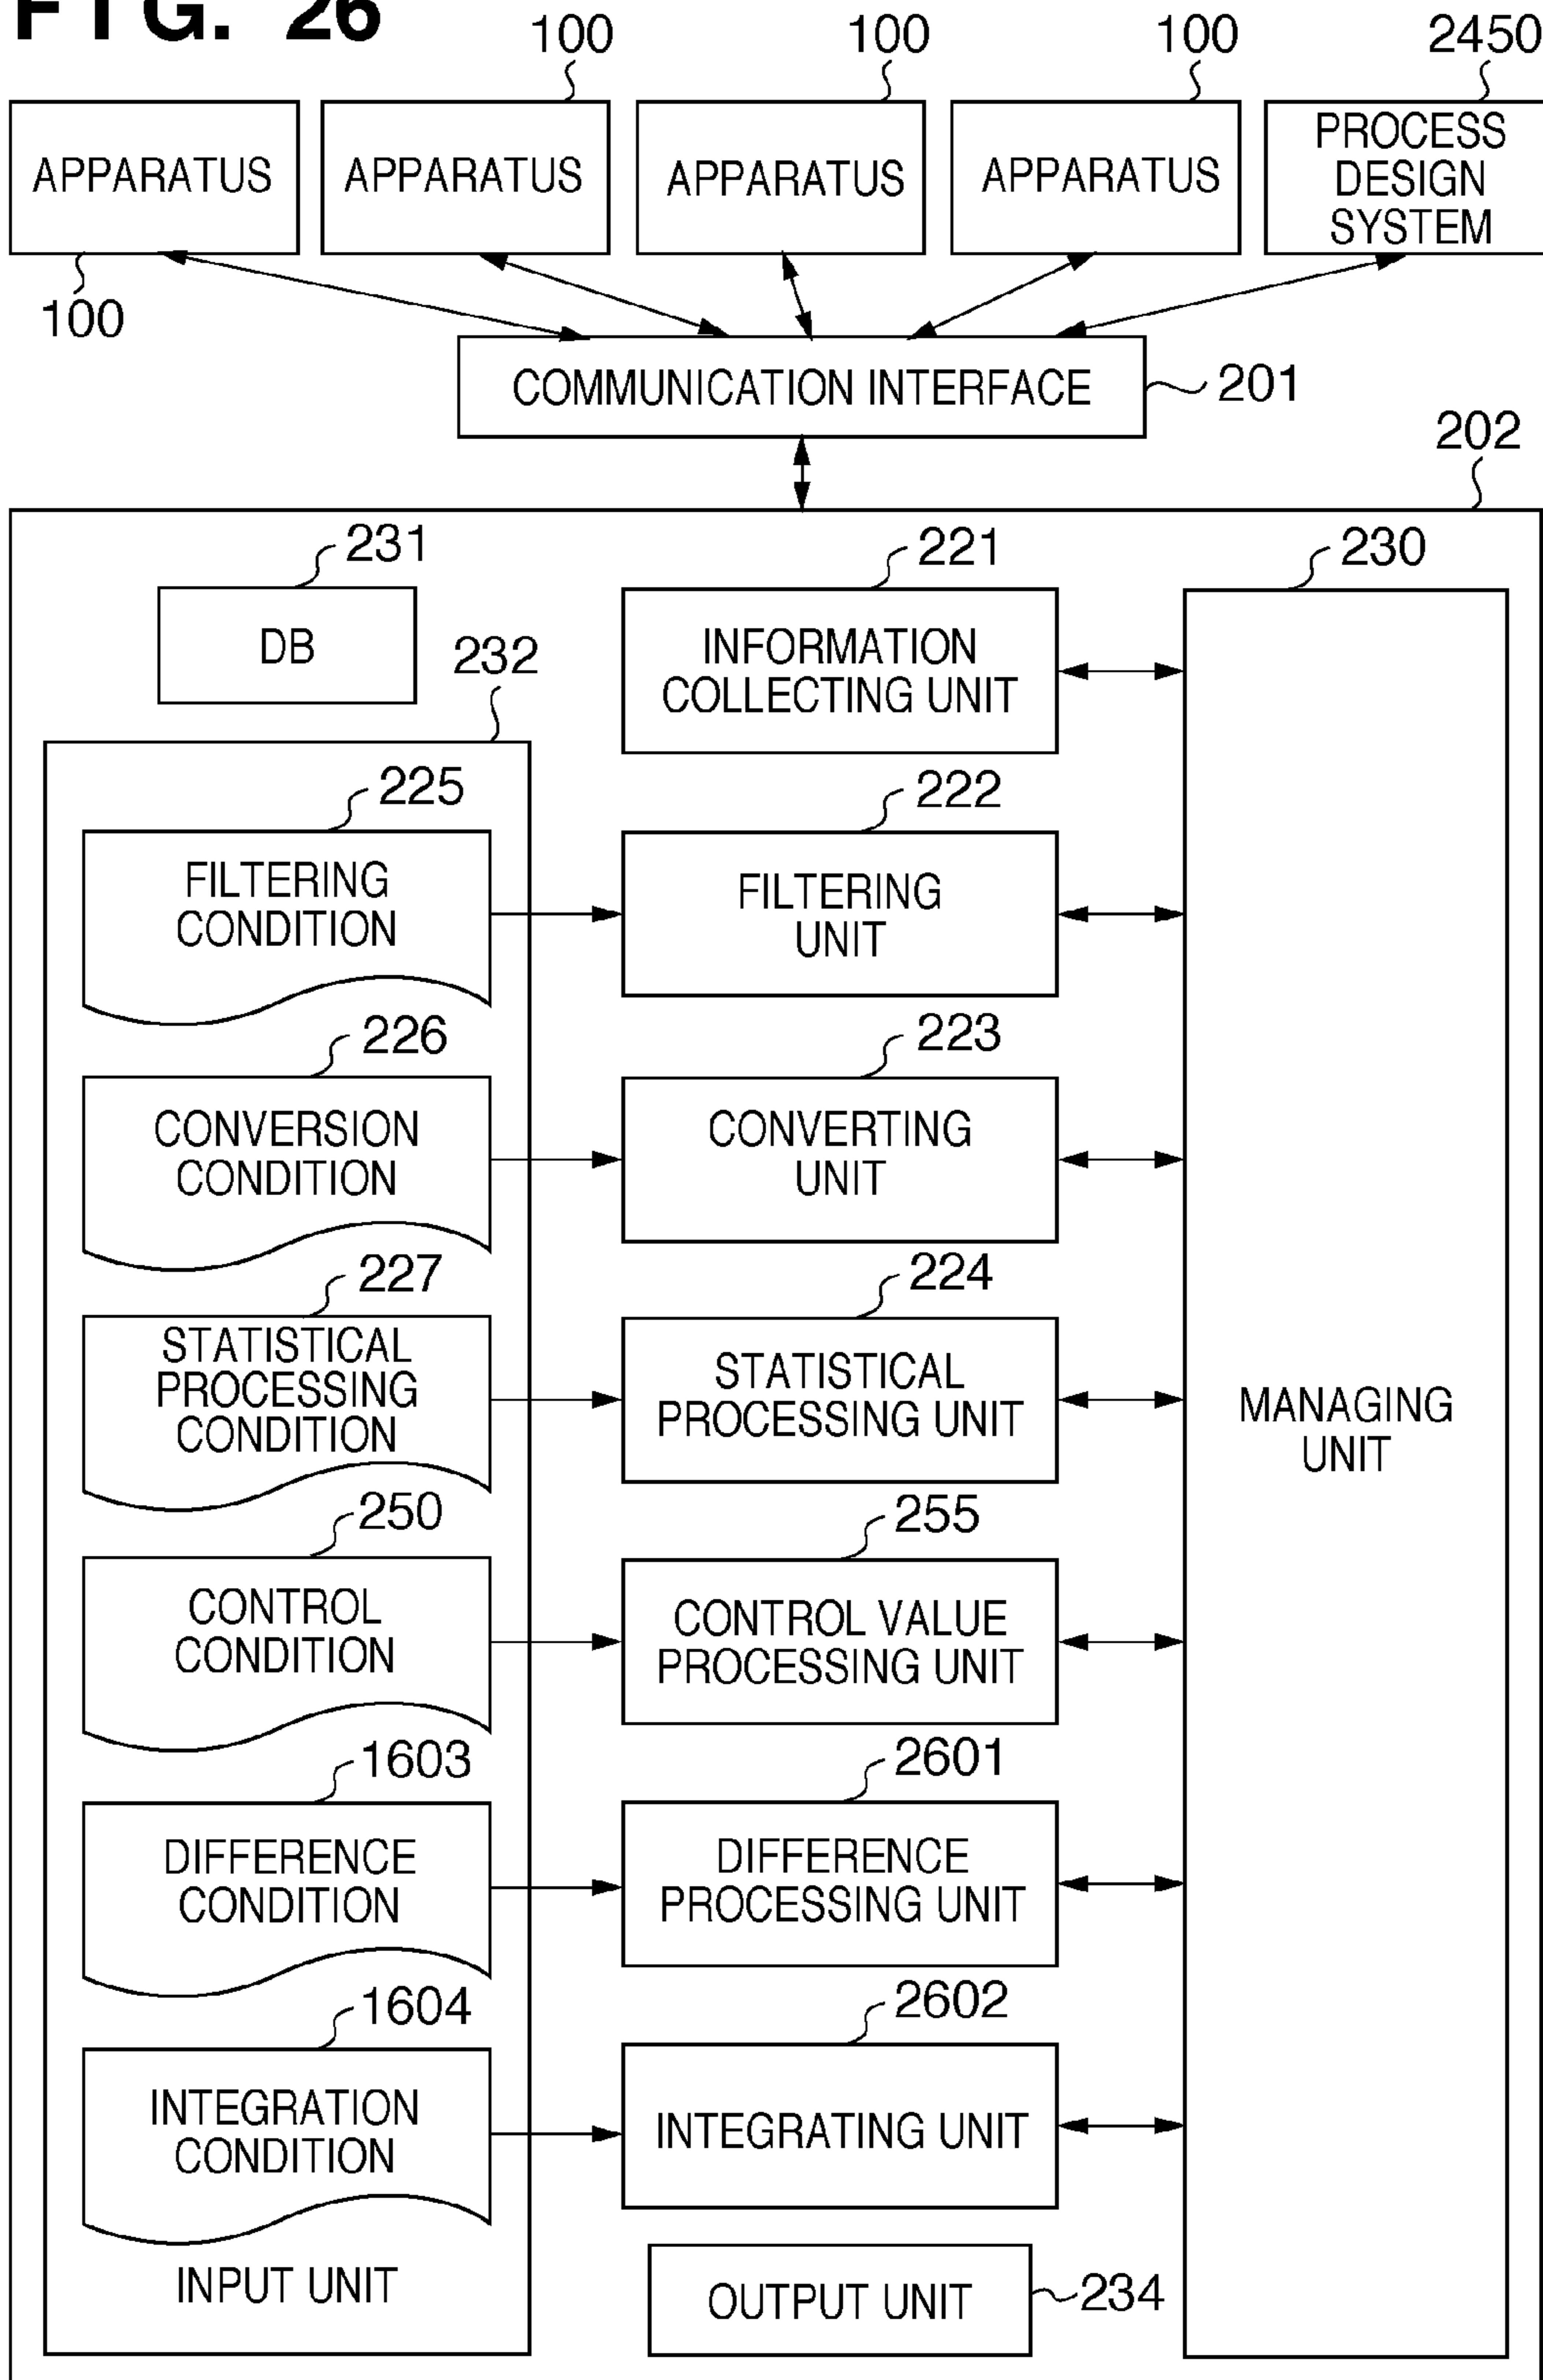 FIG. 26
100
100
100
2450
APPARATUS
APPARATUS
APPARATUS
APPARATUS
PROCESS
DESIGN
SYSTEM
100
COMMUNICATION INTERFACE
201
202
231
221
230
DB
232
INFORMATION
COLLECTING UNIT
225
222
FILTERING
CONDITION
FILTERING
UNIT
226
223
CONVERSION
CONDITION
CONVERTING
UNIT
227
224
STATISTICAL
PROCESSING
CONDITION
STATISTICAL
PROCESSING UNIT
MANAGING
UNIT
250
255
CONTROL
CONDITION
CONTROL VALUE
PROCESSING UNIT
1603
2601
DIFFERENCE
CONDITION
DIFFERENCE
PROCESSING UNIT
1604
2602
INTEGRATION
CONDITION
INTEGRATING UNIT
INPUT UNIT
OUTPUT UNIT
234